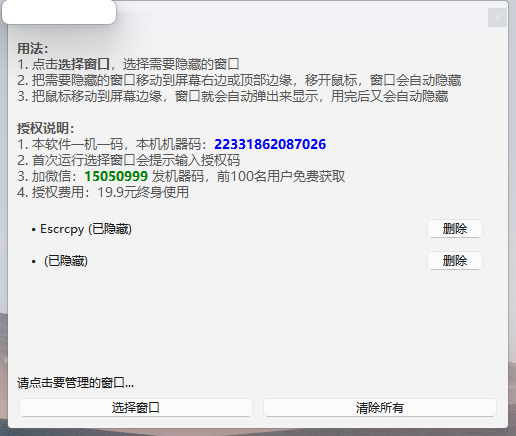 x
用法：
1. 点击选择窗口，选择需要隐藏的窗口
2. 把需要隐藏的窗口移动到屏幕右边或顶部边缘，移开鼠标，窗口会自动隐藏
3. 把鼠标移动到屏幕边缘，窗口就会自动弹出来显示，用完后又会自动隐藏
授权说明：
1. 本软件一机一码，本机机器码：22331862087026
2. 首次运行选择窗口会提示输入授权码
3. 加微信：15050999 发机器码，前100名用户免费获取
4. 授权费用：19.9元终身使用
• Escrcpy (已隐藏) 删除
• (已隐藏) 删除
请点击要管理的窗口...
选择窗口 清除所有